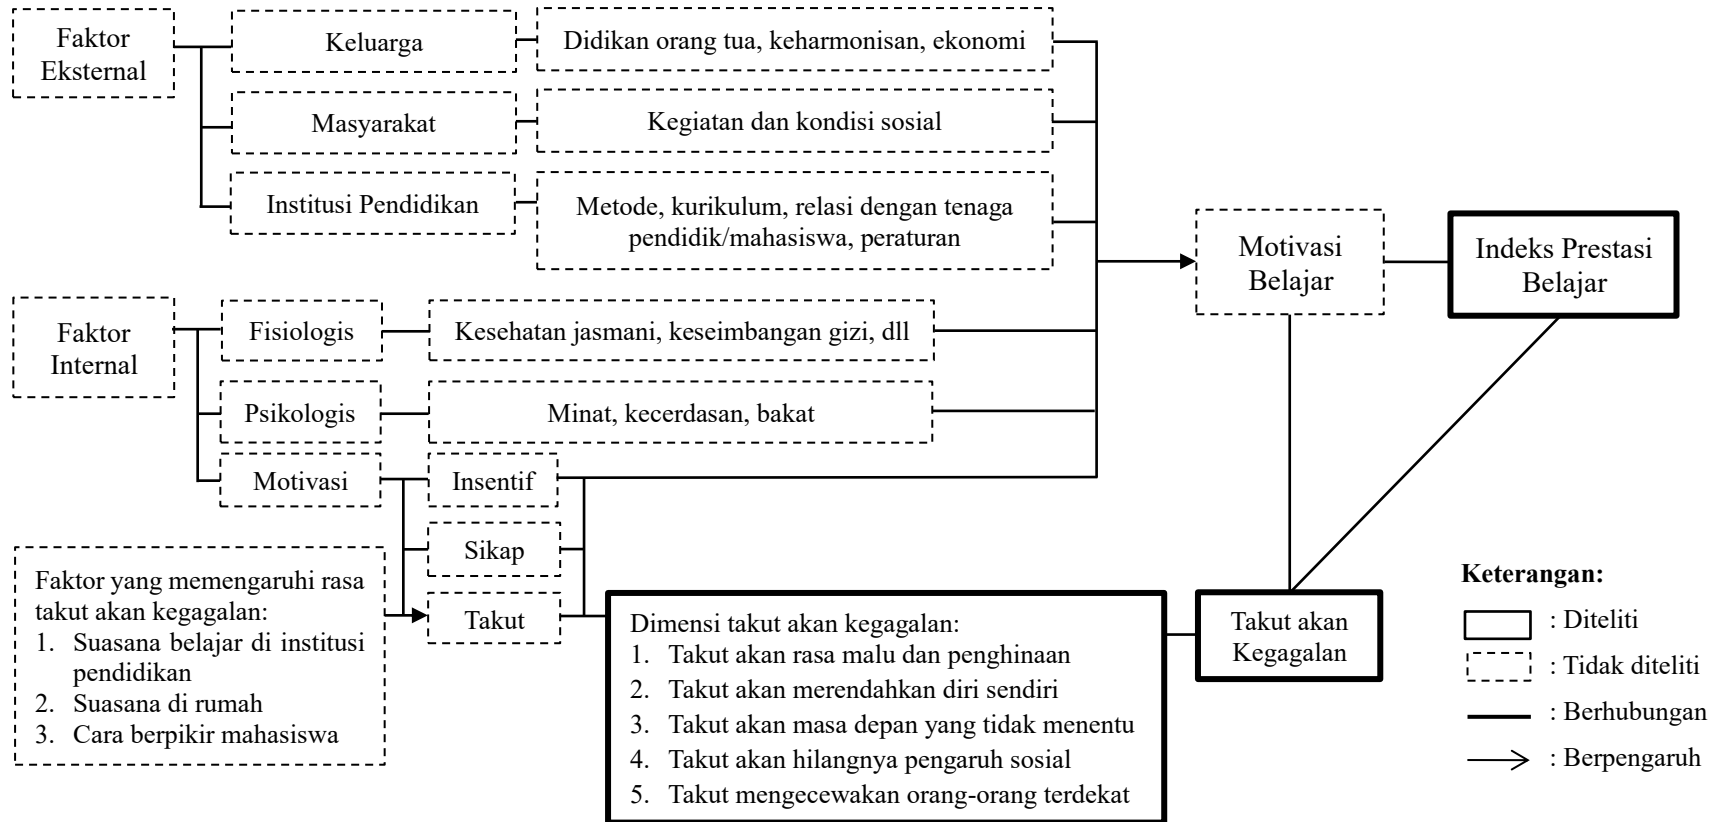 Faktor
Eksternal
Keluarga
Didikan orang tua, keharmonisan, ekonomi
Masyarakat
Kegiatan dan kondisi sosial
Institusi Pendidikan
Metode, kurikulum, relasi dengan tenaga
pendidik/mahasiswa, peraturan
Motivasi
Belajar
Indeks Prestasi
Belajar
Faktor
Internal
Fisiologis
Kesehatan jasmani, keseimbangan gizi, dll
Psikologis
Minat, kecerdasan, bakat
Motivasi
Insentif
Sikap
Takut
Faktor yang memengaruhi rasa
takut akan kegagalan:
1. Suasana belajar di institusi
pendidikan
2. Suasana di rumah
3. Cara berpikir mahasiswa
Dimensi takut akan kegagalan:
1. Takut akan rasa malu dan penghinaan
2. Takut akan merendahkan diri sendiri
3. Takut akan masa depan yang tidak menentu
4. Takut akan hilangnya pengaruh sosial
5. Takut mengecewakan orang-orang terdekat
Takut akan
Kegagalan
Keterangan:
: Diteliti
: Tidak diteliti
: Berhubungan
: Berpengaruh